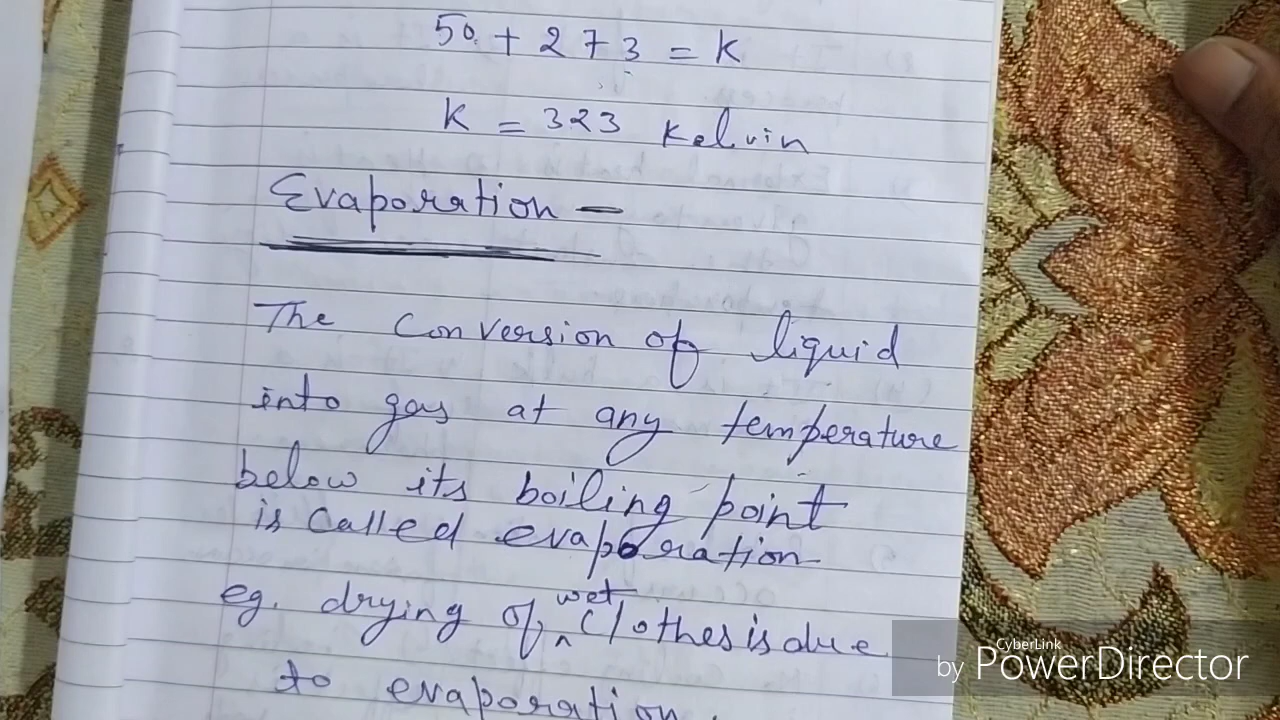 50 + 273 = K
K = 323 Kelvin
Evaporation —
The conversion of liquid
into gas at any temperature
below its boiling point
is called evaporation
eg. drying of wet clothes is due
to evaporation.
CyberLink
by PowerDirector